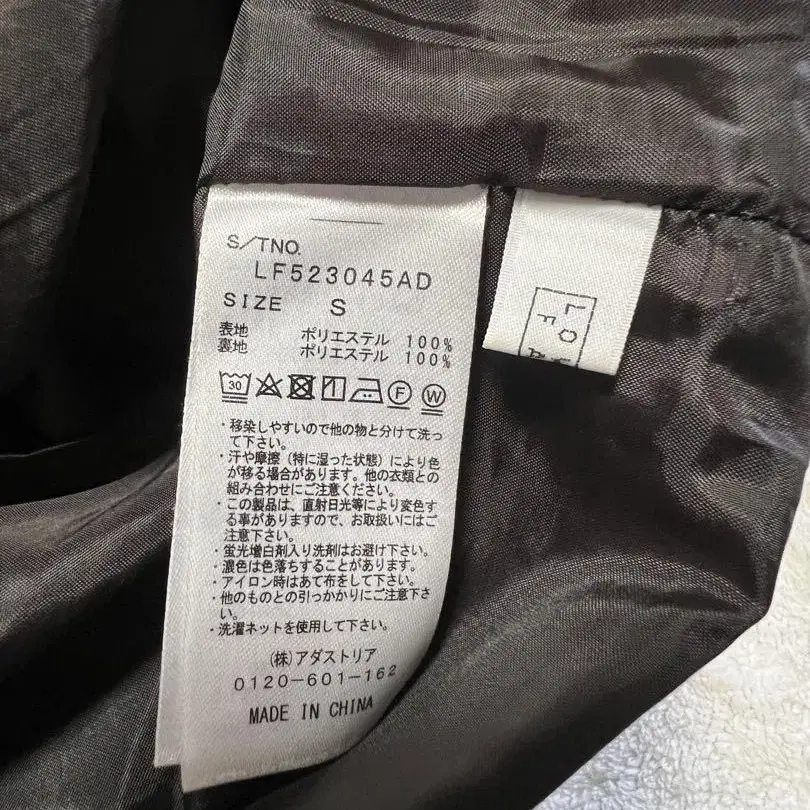 S/TNO.
LF523045AD
SIZE S
表地 ポリエステル 100%
裏地 ポリエステル 100%
30 F W
・移染しやすいので他の物と分けて洗っ
て下さい。
・汗や摩擦（特に湿った状態）により色
が移る場合があります。他の衣類との
組み合わせにご注意ください。
・この製品は、直射日光等により変色す
る事がありますので、お取扱いにはご
注意下さい。
・蛍光増白剤入り洗剤はお避け下さい。
・濃色は色落ちすることがあります。
・アイロン時はあて布をして下さい。
・他のものとの引っかかりにご注意下さ
い。
・洗濯ネットを使用して下さい。
(株)アダストリア
0120-601-162
MADE IN CHINA
LO
F